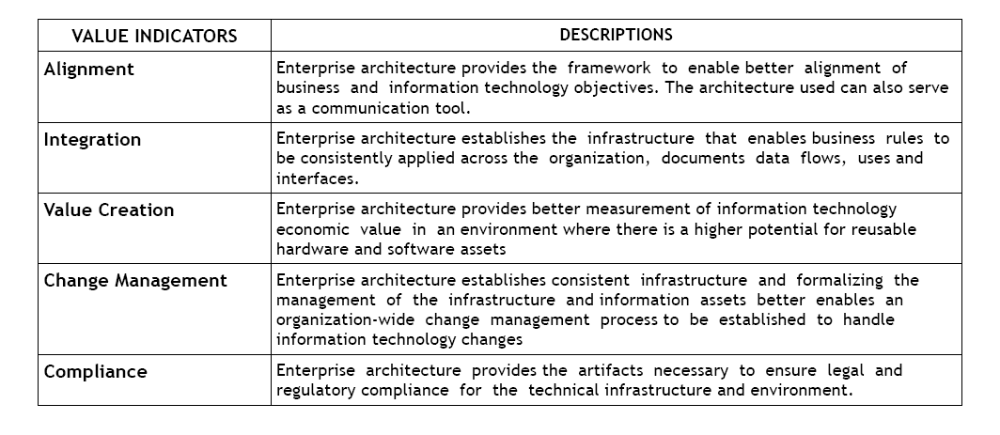 VALUE INDICATORS
DESCRIPTIONS
Alignment
Enterprise architecture provides the framework to enable better alignment of
business and information technology objectives. The architecture used can also serve
as a communication tool.
Integration
Enterprise architecture establishes the infrastructure that enables business rules to
be consistently applied across the organization, documents data flows, uses and
interfaces.
Value Creation
Enterprise architecture provides better measurement of information technology
economic value in an environment where there is a higher potential for reusable
hardware and software assets
Change Management
Enterprise architecture establishes consistent infrastructure and formalizing the
management of the infrastructure and information assets better enables an
organization-wide change management process to be established to handle
information technology changes
Compliance
Enterprise architecture provides the artifacts necessary to ensure legal and
regulatory compliance for the technical infrastructure and environment.